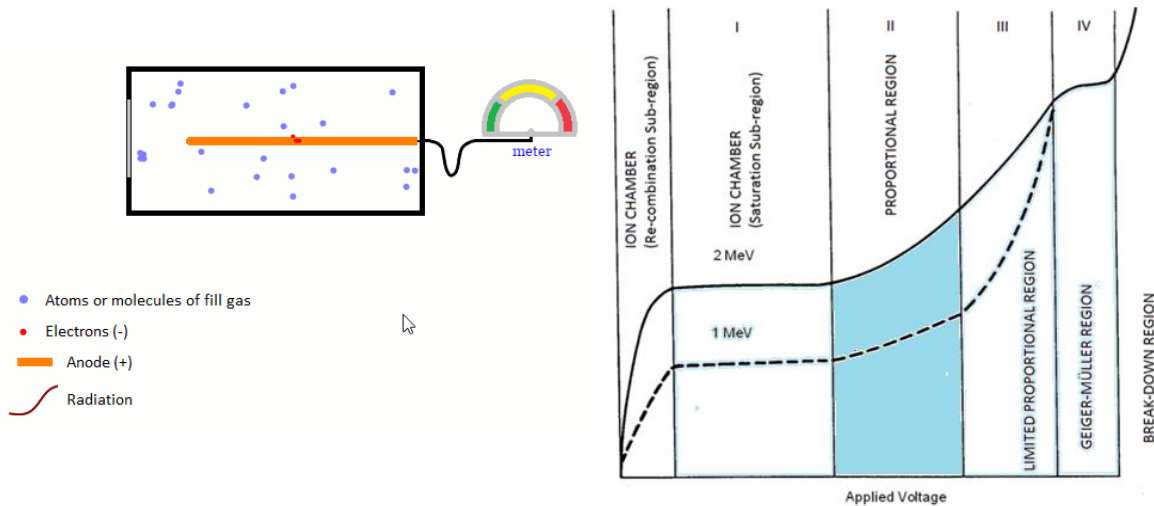 meter
Atoms or molecules of fill gas
Electrons (-)
Anode (+)
Radiation
I
II
III
IV
ION CHAMBER
(Re-combination Sub-region)
ION CHAMBER
(Saturation Sub-region)
PROPORTIONAL REGION
LIMITED PROPORTIONAL REGION
GEIGER-MÜLLER REGION
BREAK-DOWN REGION
2 MeV
1 MeV
Applied Voltage